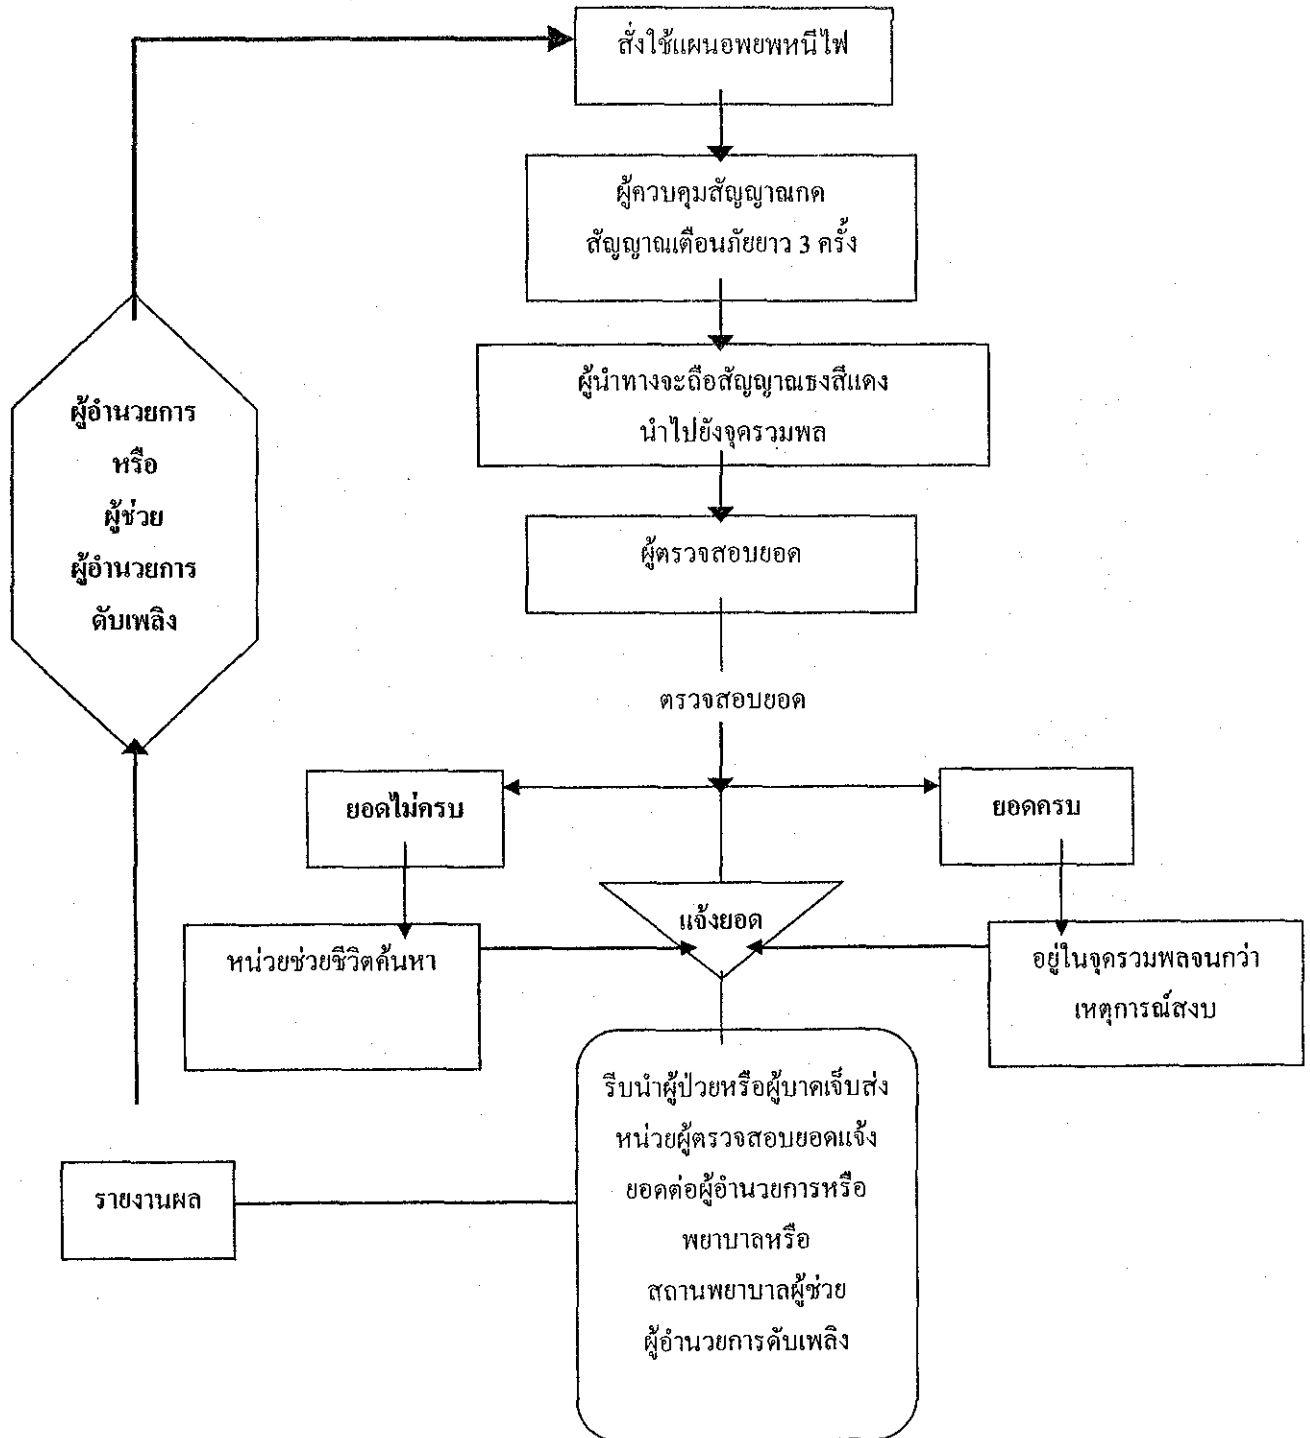 สั่งใช้แผนอพยพหนีไฟ
ผู้ควบคุมสัญญาณกด
สัญญาณเตือนภัยยาว 3 ครั้ง
ผู้นำทางจะถือสัญญาณธงสีแดง
นำไปยังจุดรวมพล
ผู้อำนวยการ
หรือ
ผู้ช่วย
ผู้อำนวยการ
ดับเพลิง
ผู้ตรวจสอบยอด
ตรวจสอบยอด
ยอดไม่ครบ
ยอดครบ
แจ้งยอด
หน่วยช่วยชีวิตค้นหา
อยู่ในจุดรวมพลจนกว่า
เหตุการณ์สงบ
รีบนำผู้ป่วยหรือผู้บาดเจ็บส่ง
หน่วยผู้ตรวจสอบยอดแจ้ง
ยอดต่อผู้อำนวยการหรือ
พยาบาลหรือ
สถานพยาบาลผู้ช่วย
ผู้อำนวยการดับเพลิง
รายงานผล